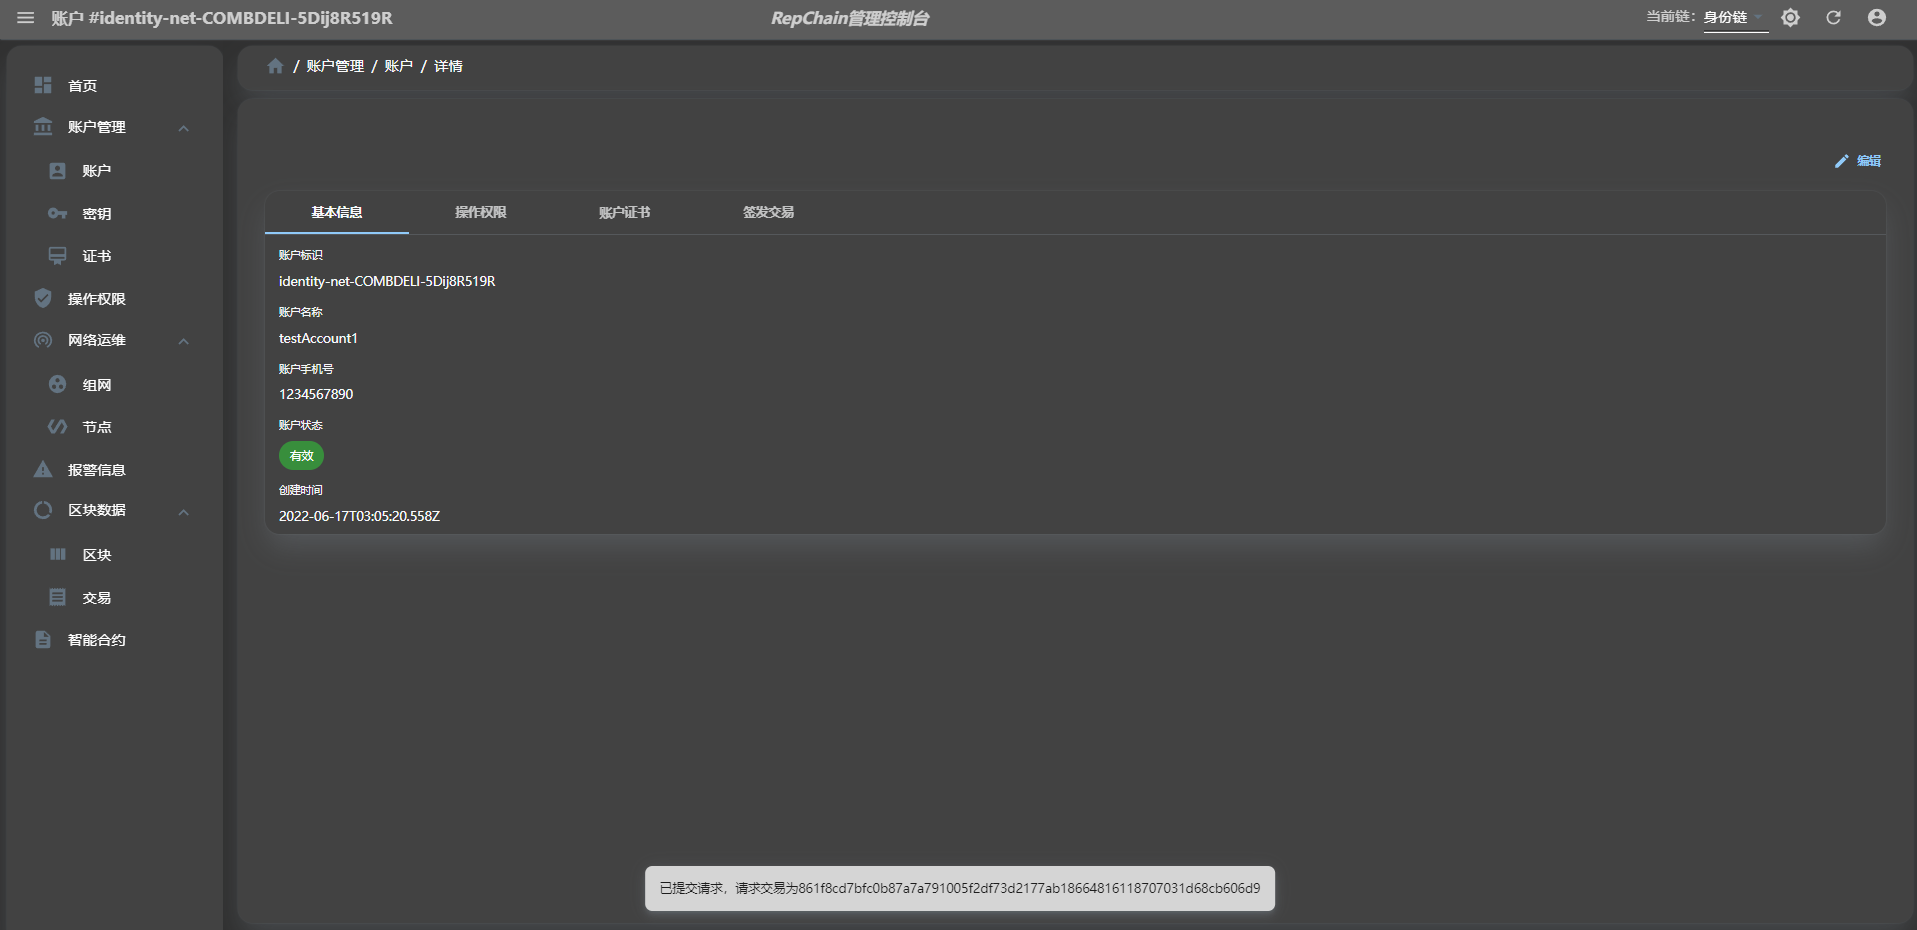 账户 #identity-net-COMBDELI-5Dij8R519R
RepChain管理控制台
当前链: 身份链
首页
账户管理
账户
密钥
证书
操作权限
网络运维
组网
节点
报警信息
区块数据
区块
交易
智能合约
/ 账户管理 / 账户 / 详情
编辑
基本信息 操作权限 账户证书 签发交易
账户标识
identity-net-COMBDELI-5Dij8R519R
账户名称
testAccount1
账户手机号
1234567890
账户状态
有效
创建时间
2022-06-17T03:05:20.558Z
已提交请求，请求交易为861f8cd7bfc0b87a7a791005f2df73d2177ab18664816118707031d68cb606d9